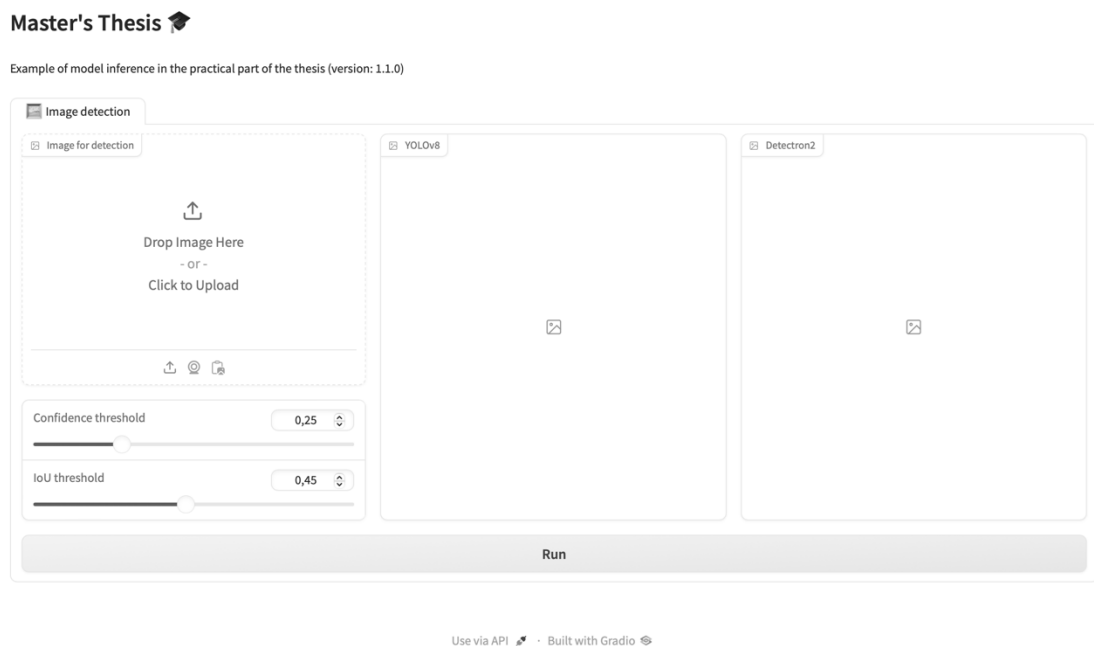 Master's Thesis 🎓
Example of model inference in the practical part of the thesis (version: 1.1.0)
Image detection
Image for detection
Drop Image Here
- or -
Click to Upload
Confidence threshold
0,25
IoU threshold
0,45
YOLOv8
Detectron2
Run
Use via API 🚀 · Built with Gradio